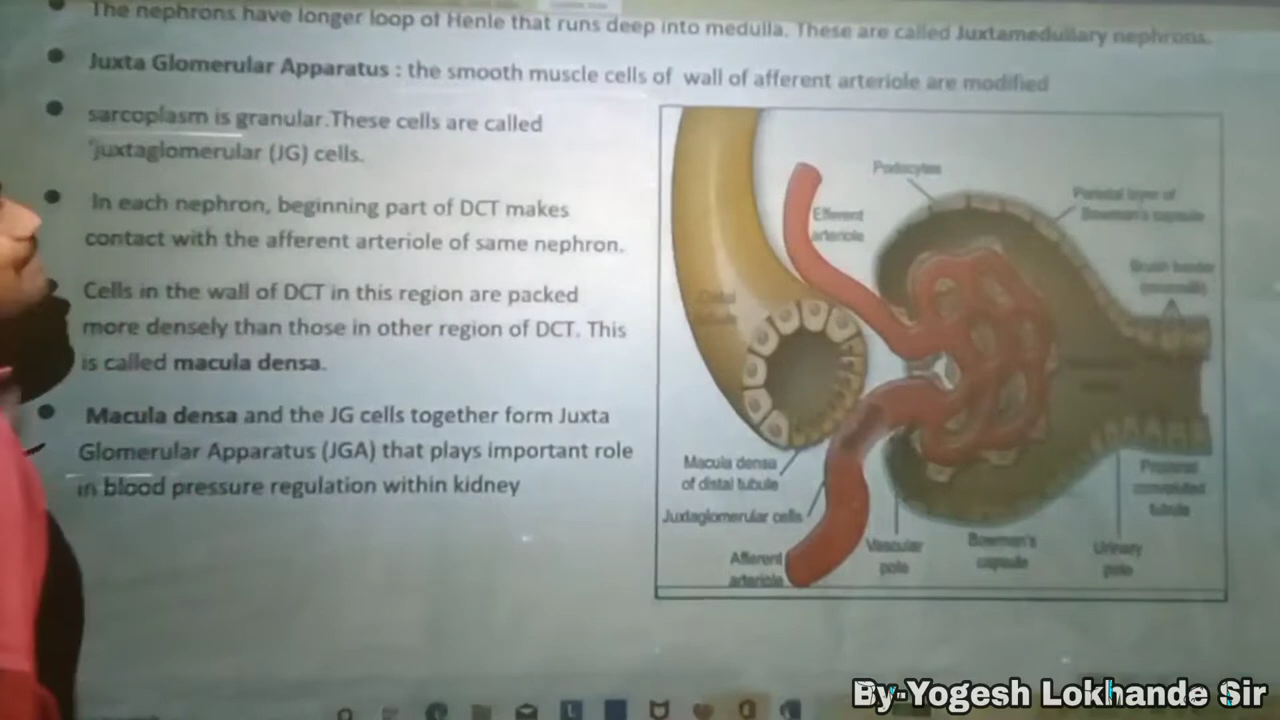 The nephrons have longer loop of Henle that runs deep into medulla. These are called Juxtamedullary nephrons.
Juxta Glomerular Apparatus : the smooth muscle cells of wall of afferent arteriole are modified
sarcoplasm is granular.These cells are called
'juxtaglomerular (JG) cells.
In each nephron, beginning part of DCT makes
contact with the afferent arteriole of same nephron.
Cells in the wall of DCT in this region are packed
more densely than those in other region of DCT. This
is called macula densa.
Macula densa and the JG cells together form Juxta
Glomerular Apparatus (JGA) that plays important role
in blood pressure regulation within kidney
Podocytes
Parietal layer of
Bowman's capsule
Efferent
arteriole
Brush border
Macula densa
of distal tubule
Juxtaglomerular cells
Afferent
arteriole
Vascular
pole
Bowman's
capsule
Urinary
pole
Proximal
convoluted
tubule
By-Yogesh Lokhande Sir